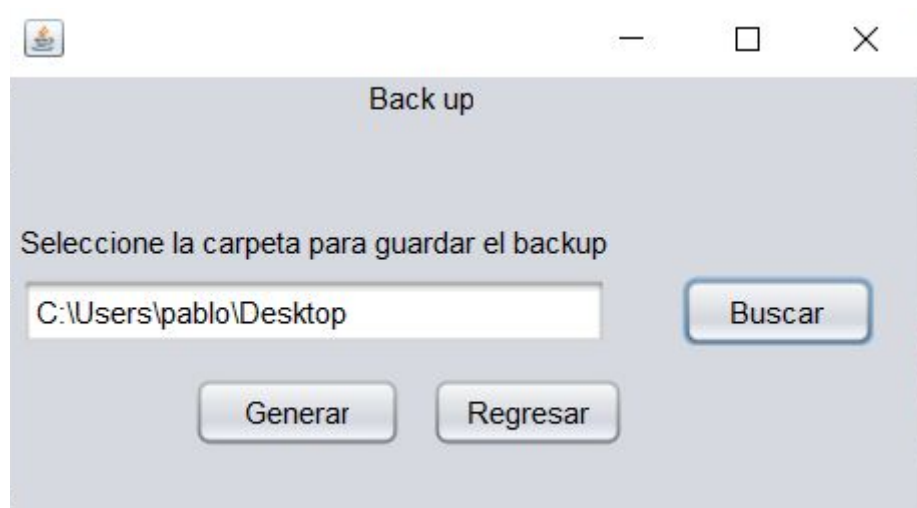 Back up
Seleccione la carpeta para guardar el backup
C:\Users\pablo\Desktop
Buscar
Generar
Regresar